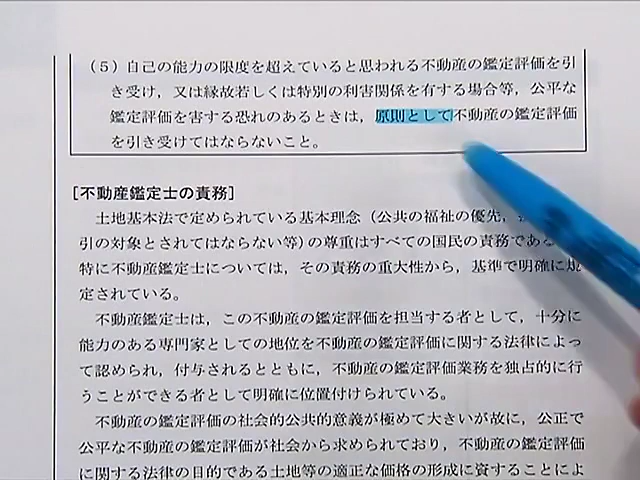 (5) 自己の能力の限度を超えていると思われる不動産の鑑定評価を引
き受け，又は縁故若しくは特別の利害関係を有する場合等，公平な
鑑定評価を害する恐れのあるときは，原則として不動産の鑑定評価
を引き受けてはならないこと。
[不動産鑑定士の責務]
土地基本法で定められている基本理念（公共の福祉の優先，
引の対象とされてはならない等）の尊重はすべての国民の責務である
特に不動産鑑定士については，その責務の重大性から，基準で明確に規
定されている。
不動産鑑定士は，この不動産の鑑定評価を担当する者として，十分に
能力のある専門家としての地位を不動産の鑑定評価に関する法律によっ
て認められ，付与されるとともに，不動産の鑑定評価業務を独占的に行
うことができる者として明確に位置付けられている。
不動産の鑑定評価の社会的公共的意義が極めて大きいが故に，公正で
公平な不動産の鑑定評価が社会から求められており，不動産の鑑定評価
に関する法律の目的である土地等の適正な価格の形成に資することによ